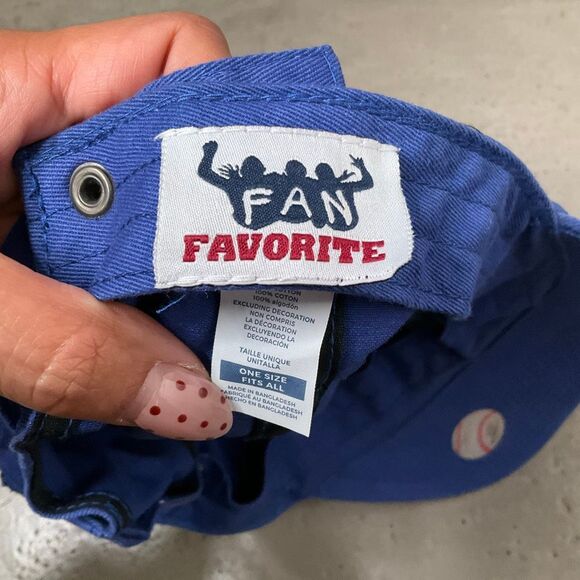 FAN
FAVORITE
100% COTON
100% algodón
EXCLUDING DECORATION
NON COMPRIS
LA DÉCORATION
EXCLUYENDO LA
DECORACIÓN
TAILLE UNIQUE
UNITALLA
ONE SIZE
FITS ALL
MADE IN BANGLADESH
FABRIQUÉ AU BANGLADESH
HECHO EN BANGLADESH